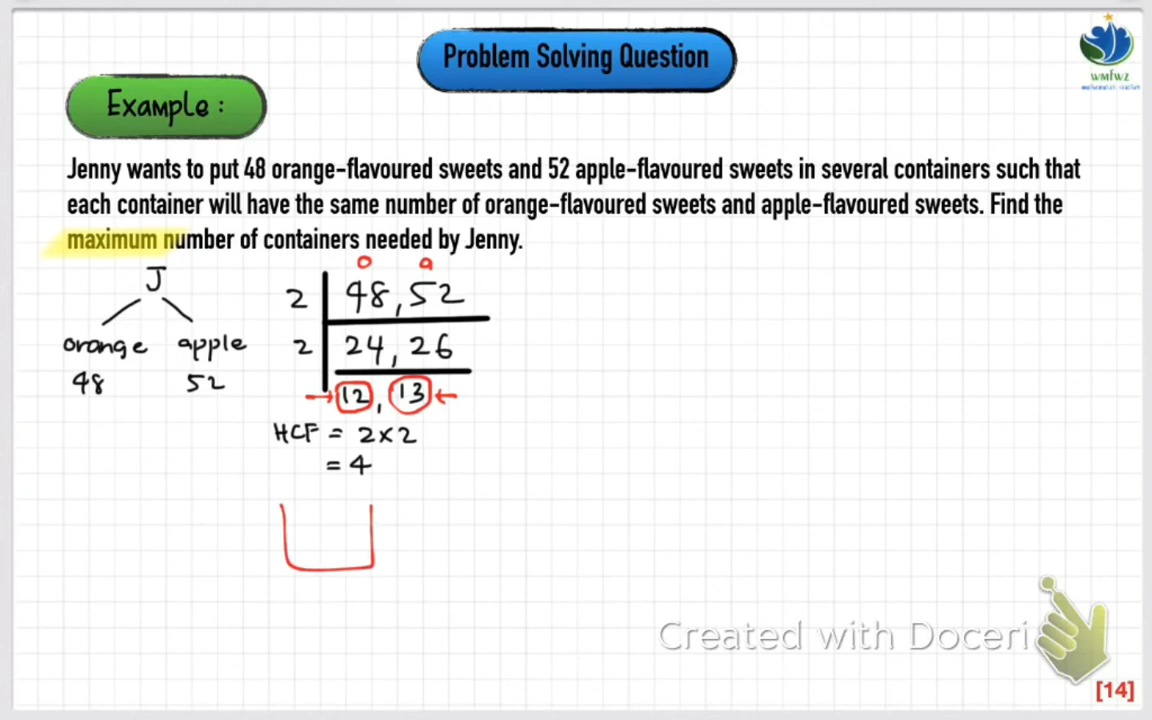 Problem Solving Question
wmfwz
Example :
Jenny wants to put 48 orange-flavoured sweets and 52 apple-flavoured sweets in several containers such that
each container will have the same number of orange-flavoured sweets and apple-flavoured sweets. Find the
maximum number of containers needed by Jenny.
J
orange apple
48 52
o a
2 48, 52
2 24, 26
12, 13
HCF = 2×2
= 4
Created with Doceri
[14]